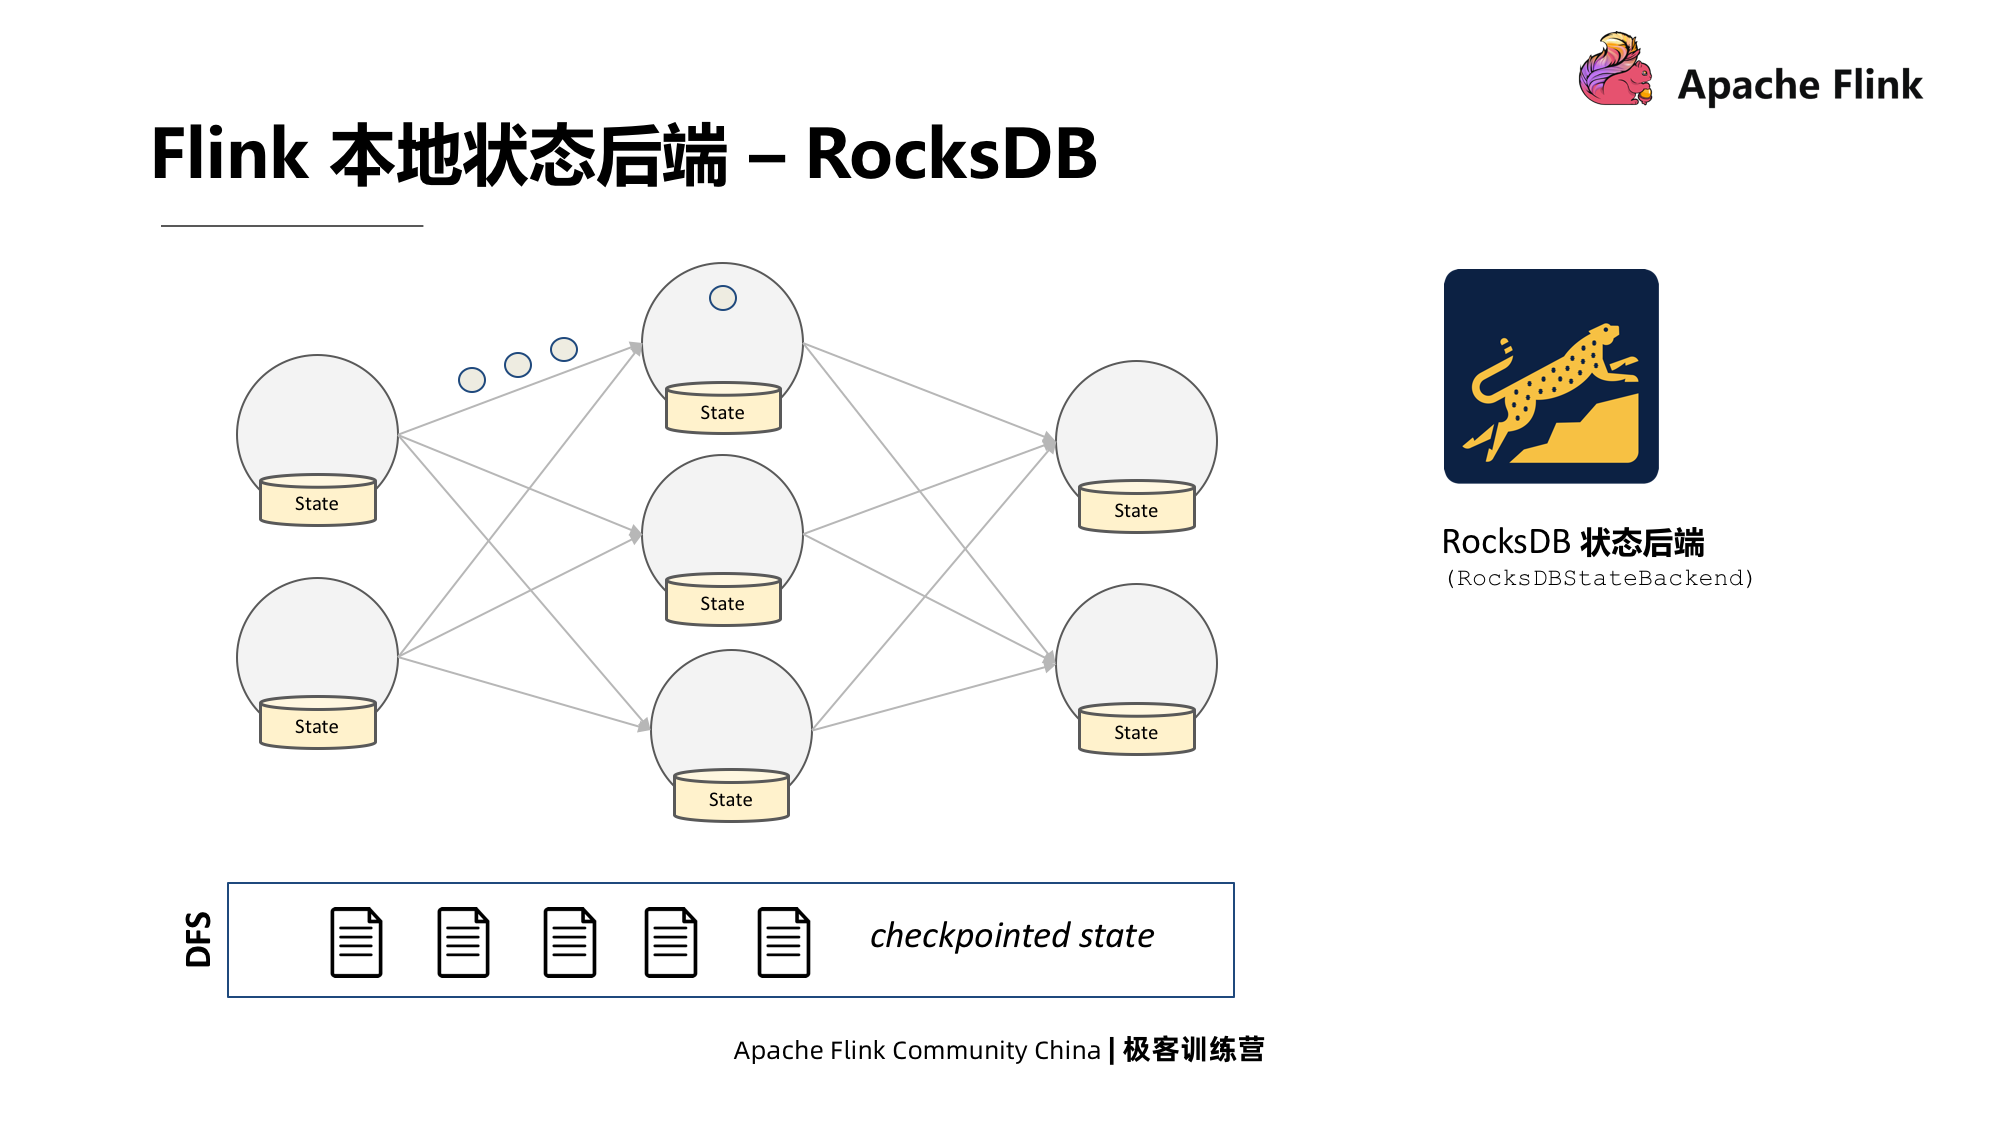 Apache Flink
Flink 本地状态后端 – RocksDB
State
State
State
State
State
State
State
RocksDB 状态后端
(RocksDBStateBackend)
DFS
checkpointed state
Apache Flink Community China | 极客训练营